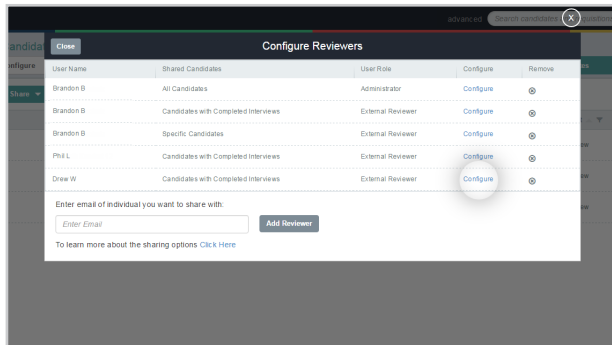 advanced Search candidates
X
Close Configure Reviewers
User Name Shared Candidates User Role Configure Remove
Brandon B All Candidates Administrator Configure
Brandon B Candidates with Completed Interviews External Reviewer Configure
Brandon B Specific Candidates External Reviewer Configure
Phil L Candidates with Completed Interviews External Reviewer Configure
Drew W Candidates with Completed Interviews External Reviewer Configure
Share
Enter email of individual you want to share with:
Enter Email Add Reviewer
To learn more about the sharing options Click Here